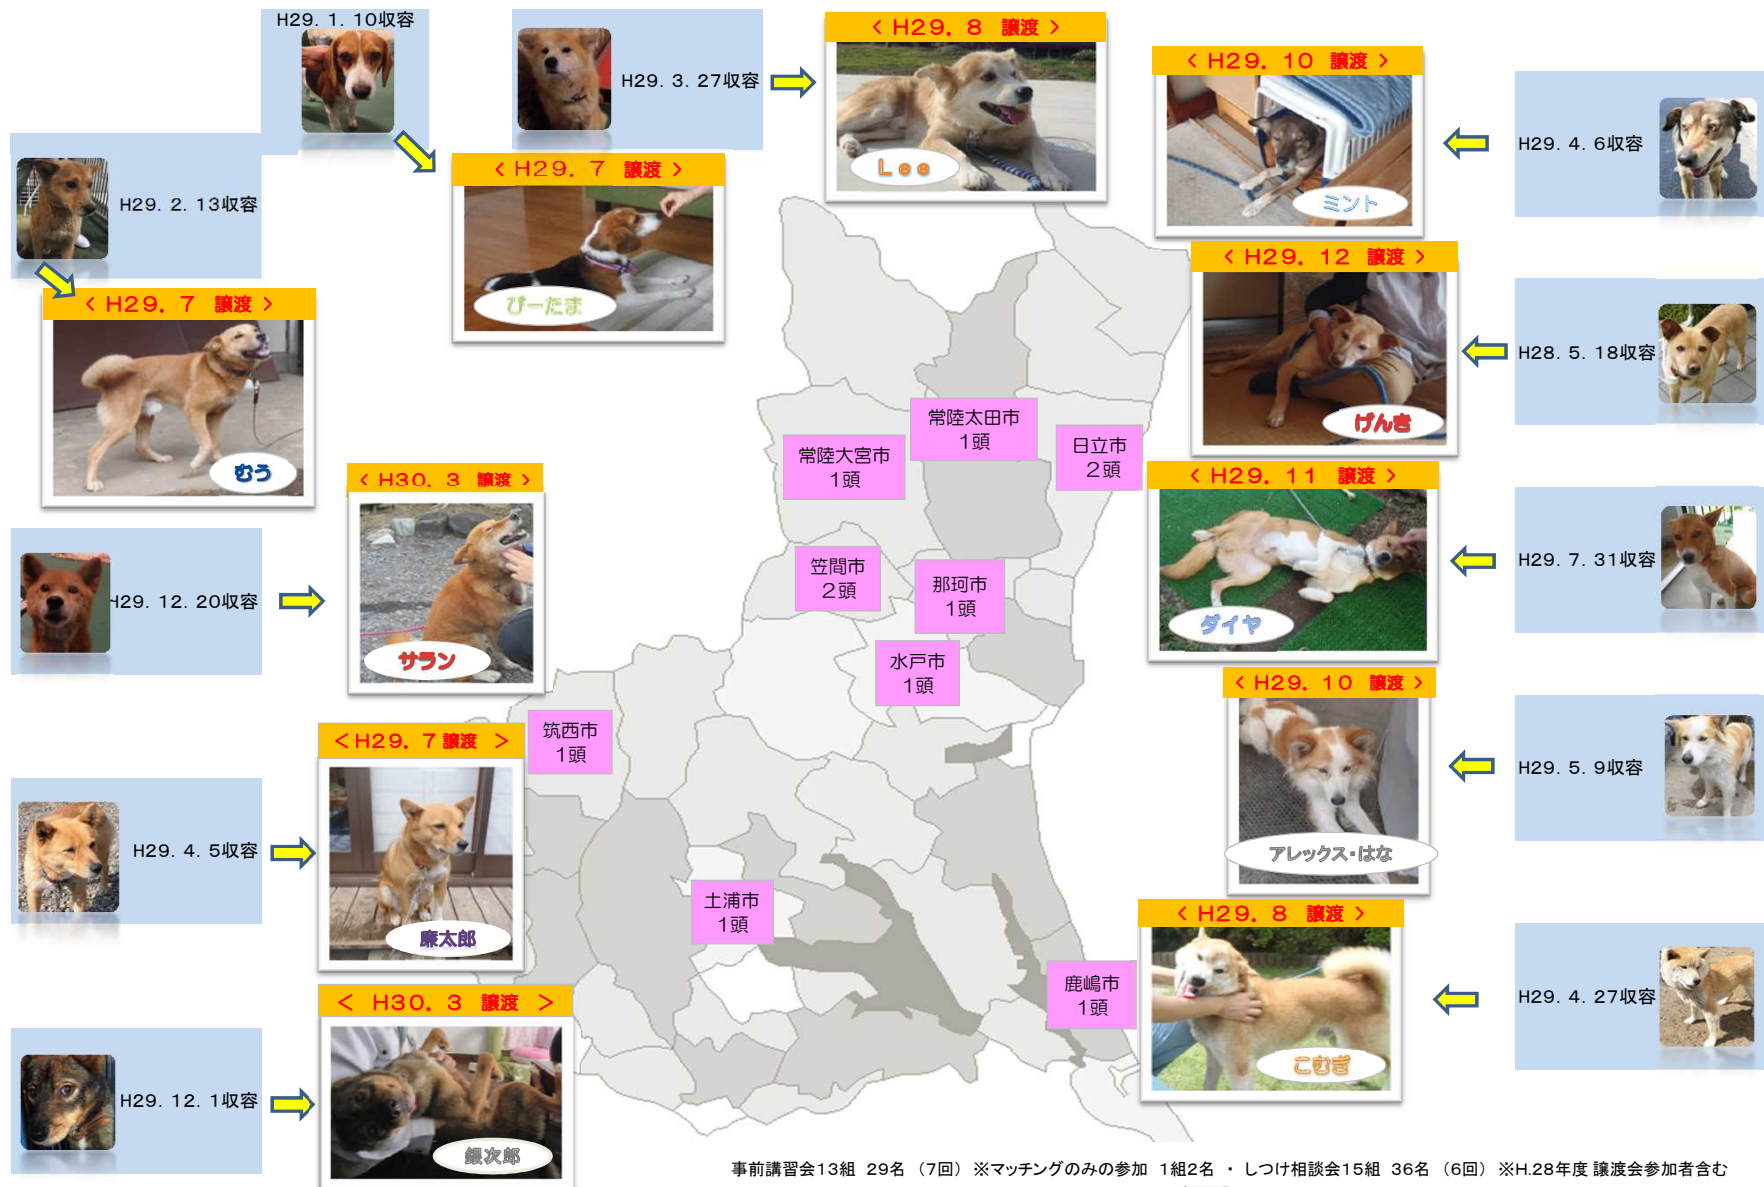 H29．1．10収容
H29．3．27収容
＜H29．8　譲渡＞
Lee
＜H29．10　譲渡＞
ミント
H29．4．6収容
H29．2．13収容
＜H29．7　譲渡＞
ぴーたま
＜H29．7　譲渡＞
むう
＜H29．12　譲渡＞
げんき
H28．5．18収容
常陸太田市
1頭
常陸大宮市
1頭
日立市
2頭
＜H30．3　譲渡＞
サラン
H29．12．20収容
＜H29．11　譲渡＞
ダイヤ
H29．7．31収容
笠間市
2頭
那珂市
1頭
水戸市
1頭
筑西市
1頭
＜H29．10　譲渡＞
アレックス・はな
H29．5．9収容
＜H29．7譲渡　＞
廉太郎
H29．4．5収容
土浦市
1頭
鹿嶋市
1頭
＜H29．8　譲渡＞
こむぎ
H29．4．27収容
＜　H30．3　譲渡　＞
銀次郎
H29．12．1収容
事前講習会13組　29名　（7回）　※マッチングのみの参加　1組2名　・　しつけ相談会15組　36名　（6回）　※H.28年度 譲渡会参加者含む